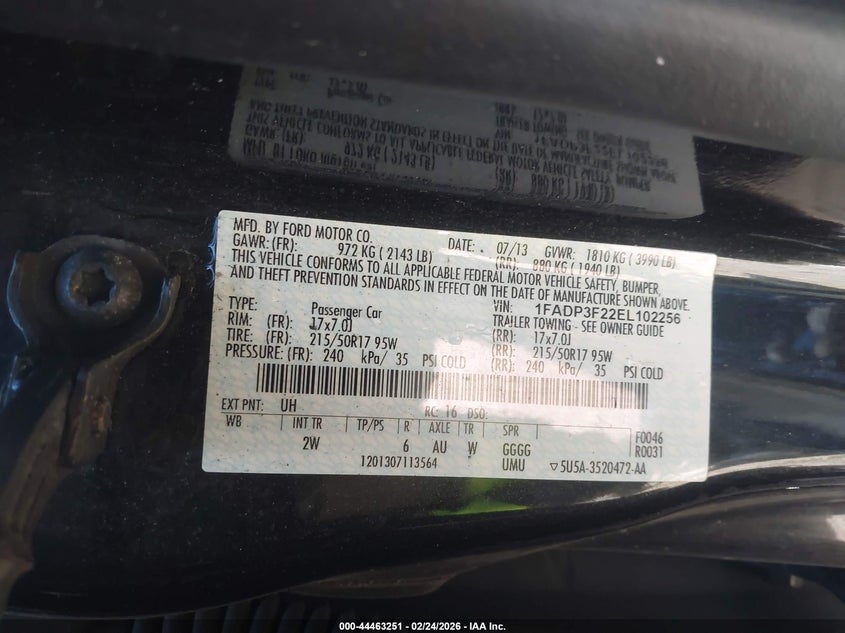 MFD. BY FORD MOTOR CO. DATE: 07/13 GVWR: 1810 KG ( 3990 LB)
GAWR: (FR): 972 KG ( 2143 LB) (RR): 880 KG ( 1940 LB)
THIS VEHICLE CONFORMS TO ALL APPLICABLE FEDERAL MOTOR VEHICLE SAFETY, BUMPER,
AND THEFT PREVENTION STANDARDS IN EFFECT ON THE DATE OF MANUFACTURE SHOWN ABOVE.
VIN: 1FADP3F22EL102256
TYPE: Passenger Car TRAILER TOWING - SEE OWNER GUIDE
RIM: (FR): 17x7.0J (RR): 17x7.0J
TIRE: (FR): 215/50R17 95W (RR): 215/50R17 95W
PRESSURE: (FR): 240 kPa/ 35 PSI COLD (RR): 240 kPa/ 35 PSI COLD
EXT PNT: UH RC: 16 DSO:
WB INT TR TP/PS R AXLE TR SPR F0046
2W 6 AU W GGGG R0031
1201307113564 UMU ▽5U5A-3520472-AA
000-44463251 | 02/24/2026 | IAA Inc.